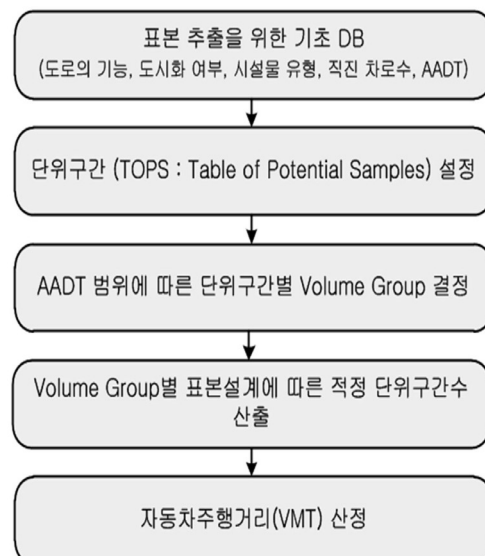 표본 추출을 위한 기초 DB
(도로의 기능, 도시화 여부, 시설물 유형, 직진 차로수, AADT)
단위구간 (TOPS : Table of Potential Samples) 설정
AADT 범위에 따른 단위구간별 Volume Group 결정
Volume Group별 표본설계에 따른 적정 단위구간수
산출
자동차주행거리(VMT) 산정